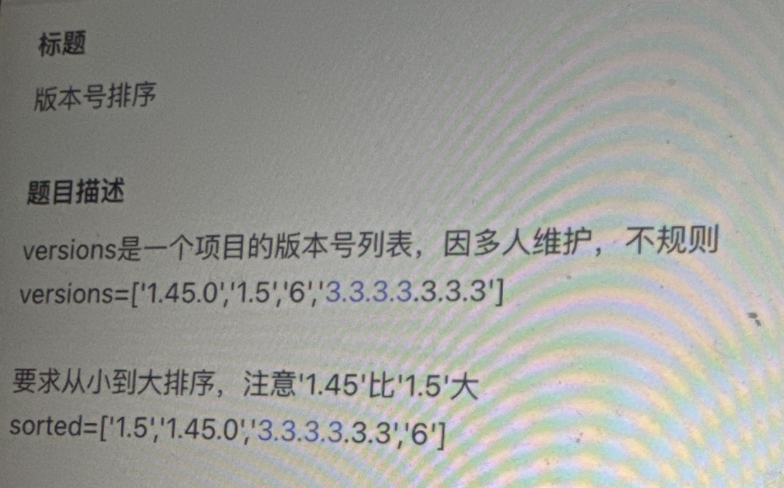 标题
版本号排序
题目描述
versions是一个项目的版本号列表，因多人维护，不规则
versions=['1.45.0','1.5','6','3.3.3.3.3.3.3']
要求从小到大排序，注意'1.45'比'1.5'大
sorted=['1.5','1.45.0','3.3.3.3.3.3','6']